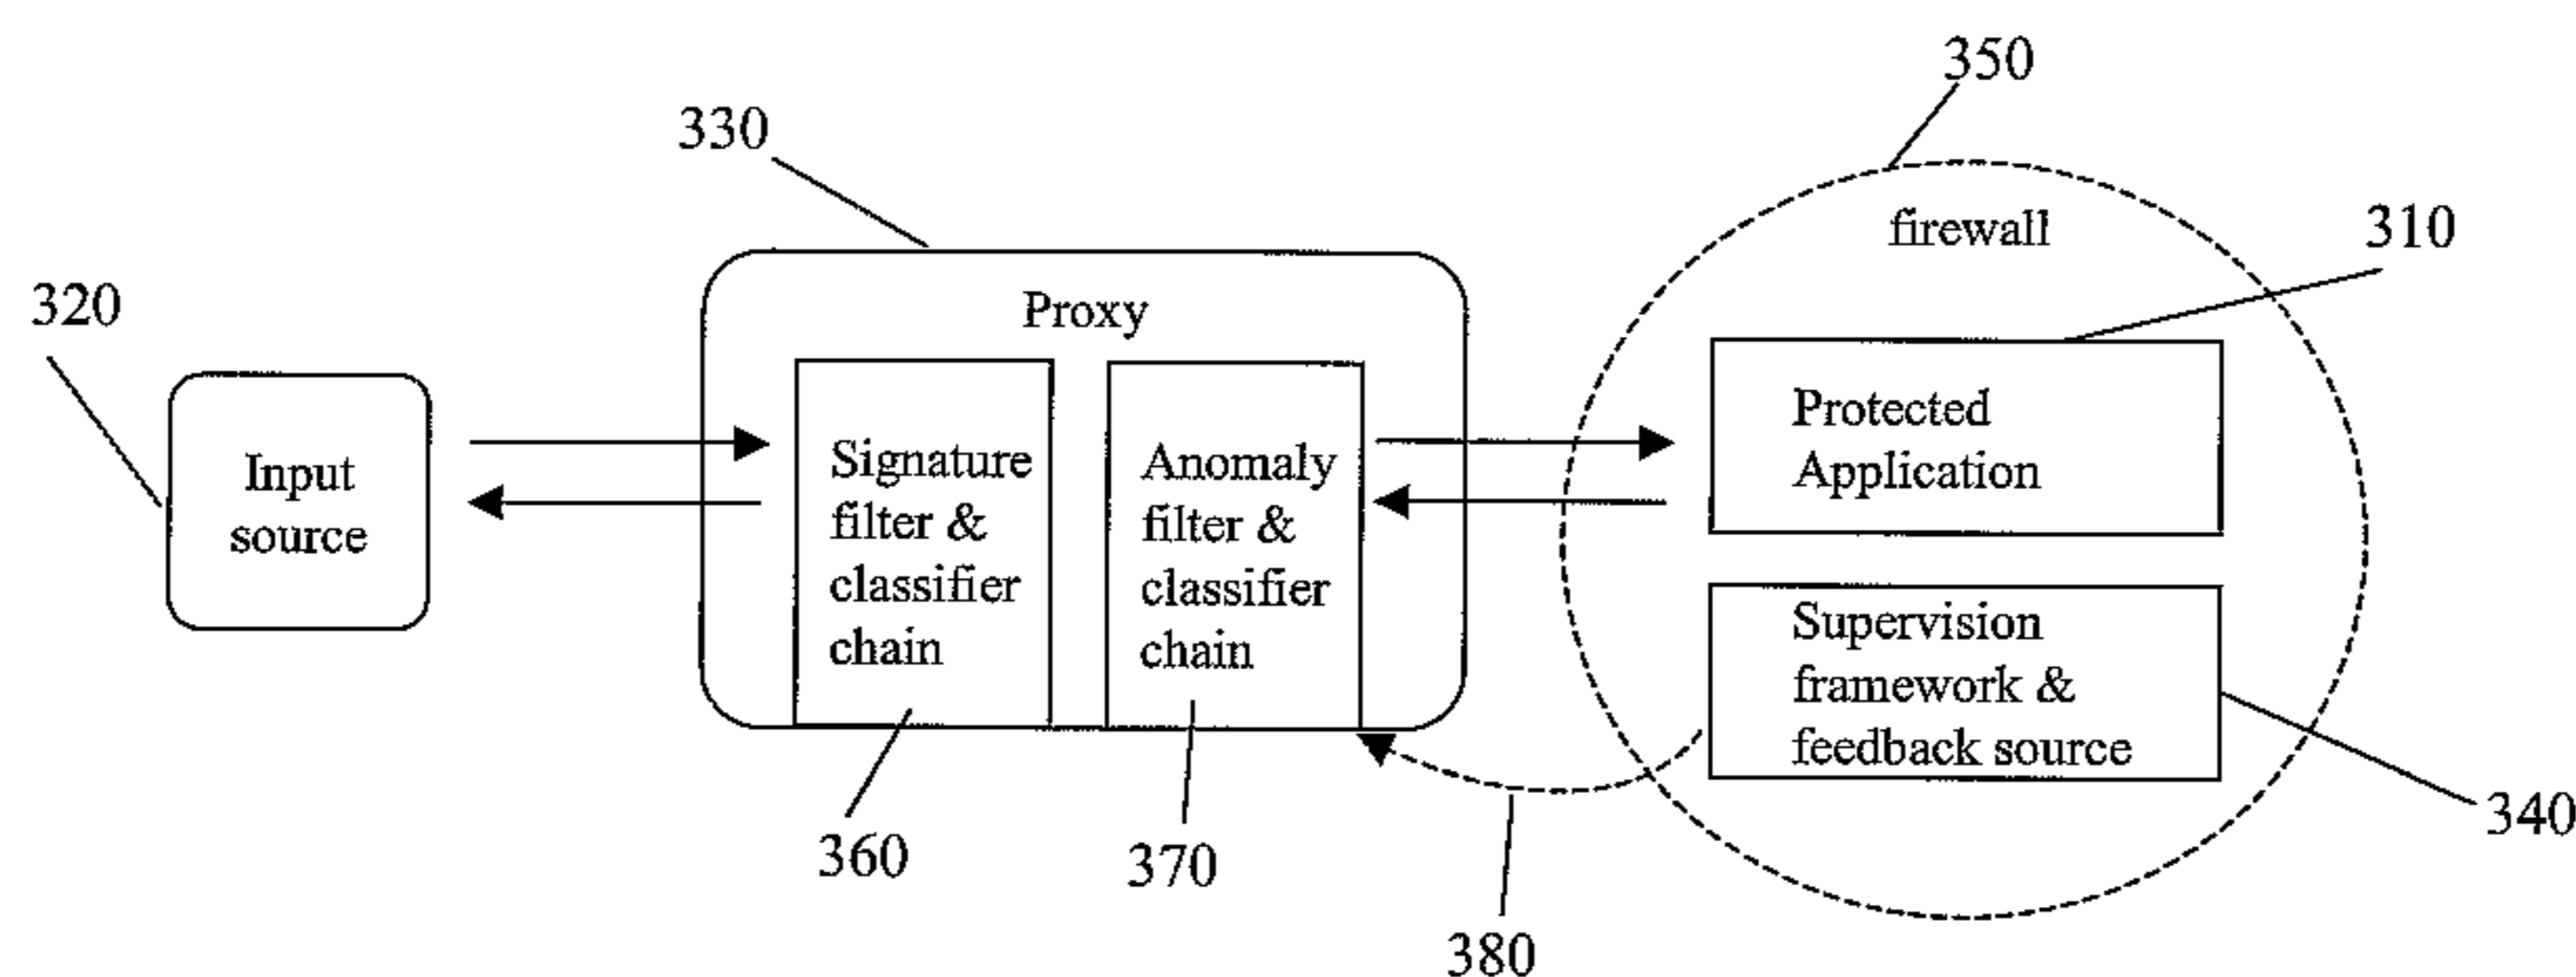 350
330
firewall
310
320
Proxy
Input
source
Signature
filter &
classifier
chain
Anomaly
filter &
classifier
chain
Protected
Application
Supervision
framework &
feedback source
360
370
380
340